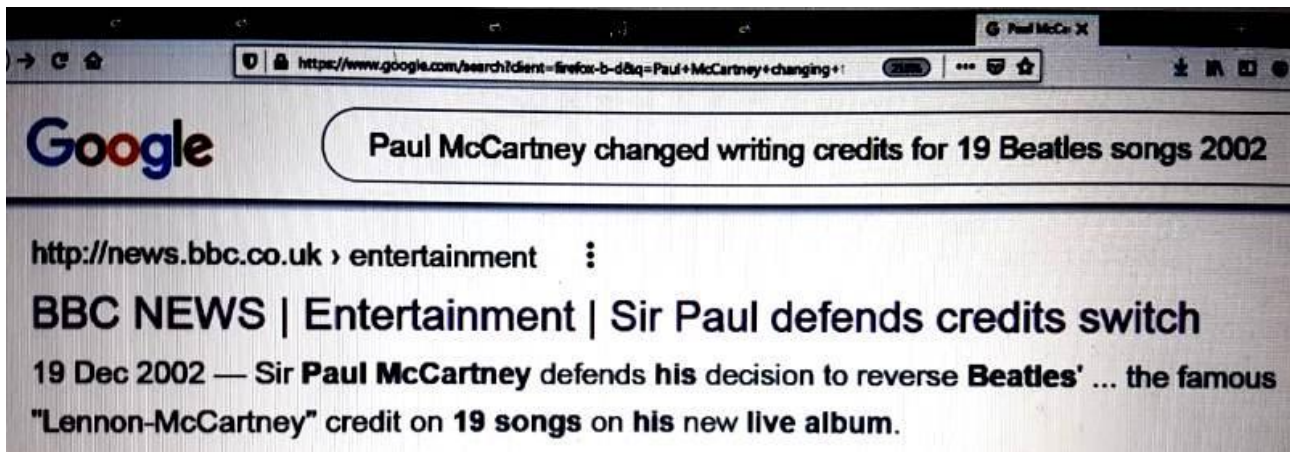 Paul McCa
https://www.google.com/search?client=firefox-b-d&q=Paul+McCartney+changing+
Google
Paul McCartney changed writing credits for 19 Beatles songs 2002
http://news.bbc.co.uk › entertainment
BBC NEWS | Entertainment | Sir Paul defends credits switch
19 Dec 2002 — Sir Paul McCartney defends his decision to reverse Beatles' ... the famous
"Lennon-McCartney" credit on 19 songs on his new live album.